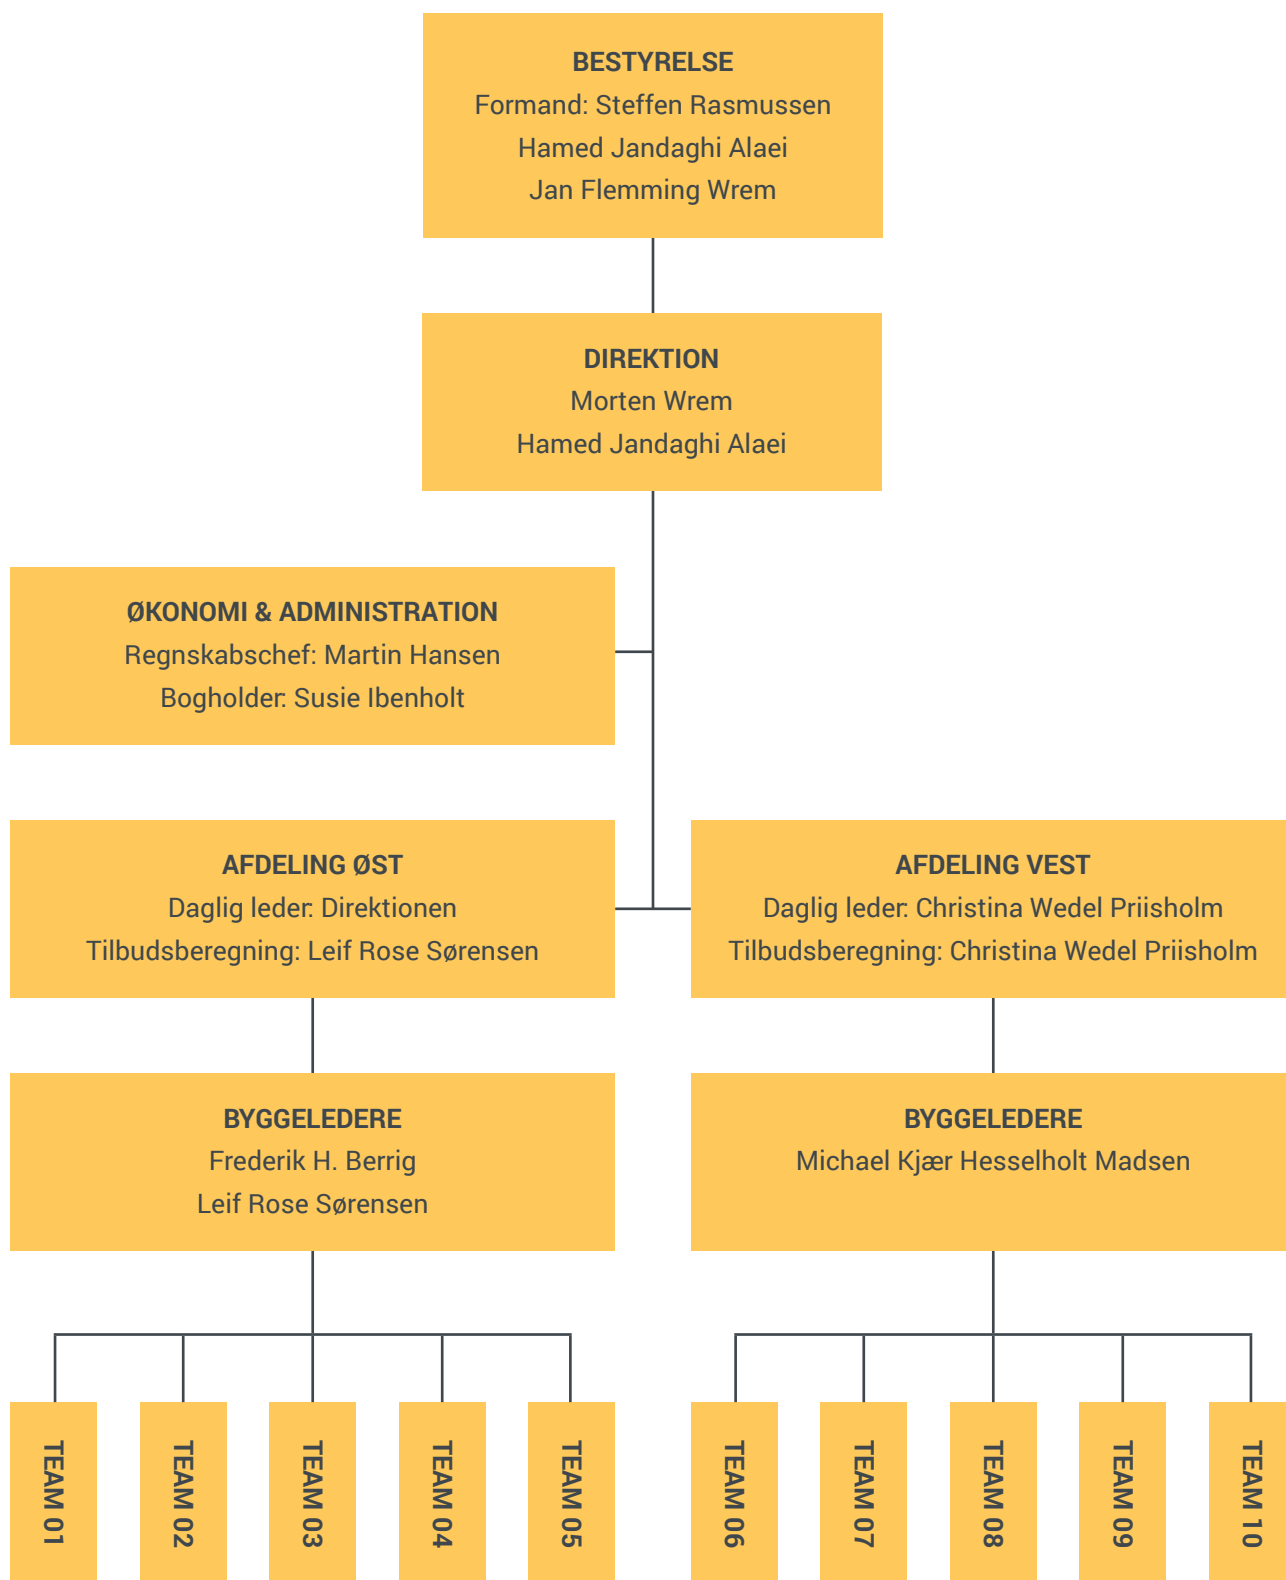 BESTYRELSE
Formand: Steffen Rasmussen
Hamed Jandaghi Alaei
Jan Flemming Wrem
DIREKTION
Morten Wrem
Hamed Jandaghi Alaei
ØKONOMI & ADMINISTRATION
Regnskabschef: Martin Hansen
Bogholder: Susie Ibenholt
AFDELING ØST
Daglig leder: Direktionen
Tilbudsberegning: Leif Rose Sørensen
AFDELING VEST
Daglig leder: Christina Wedel Priisholm
Tilbudsberegning: Christina Wedel Priisholm
BYGGELEDERE
Frederik H. Berrig
Leif Rose Sørensen
BYGGELEDERE
Michael Kjær Hesselholt Madsen
TEAM 01
TEAM 02
TEAM 03
TEAM 04
TEAM 05
TEAM 06
TEAM 07
TEAM 08
TEAM 09
TEAM 10